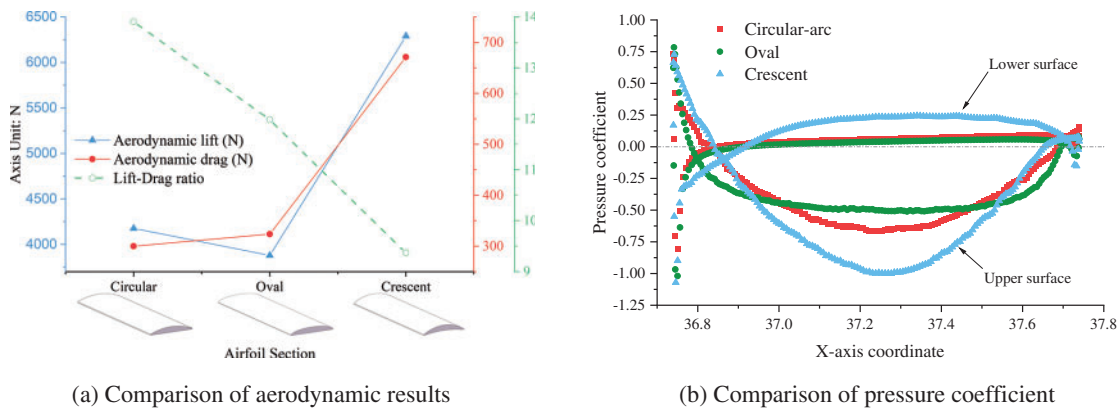 6500
6000
5500
5000
4500
4000
Axis Unit: N
Aerodynamic lift (N)
Aerodynamic drag (N)
Lift-Drag ratio
700
600
500
400
300
14
13
12
11
10
9
Circular
Oval
Crescent
Airfoil Section
(a) Comparison of aerodynamic results
1.00
0.75
0.50
0.25
0.00
-0.25
-0.50
-0.75
-1.00
-1.25
Pressure coefficient
Circular-arc
Oval
Crescent
Lower surface
Upper surface
36.8
37.0
37.2
37.4
37.6
37.8
X-axis coordinate
(b) Comparison of pressure coefficient